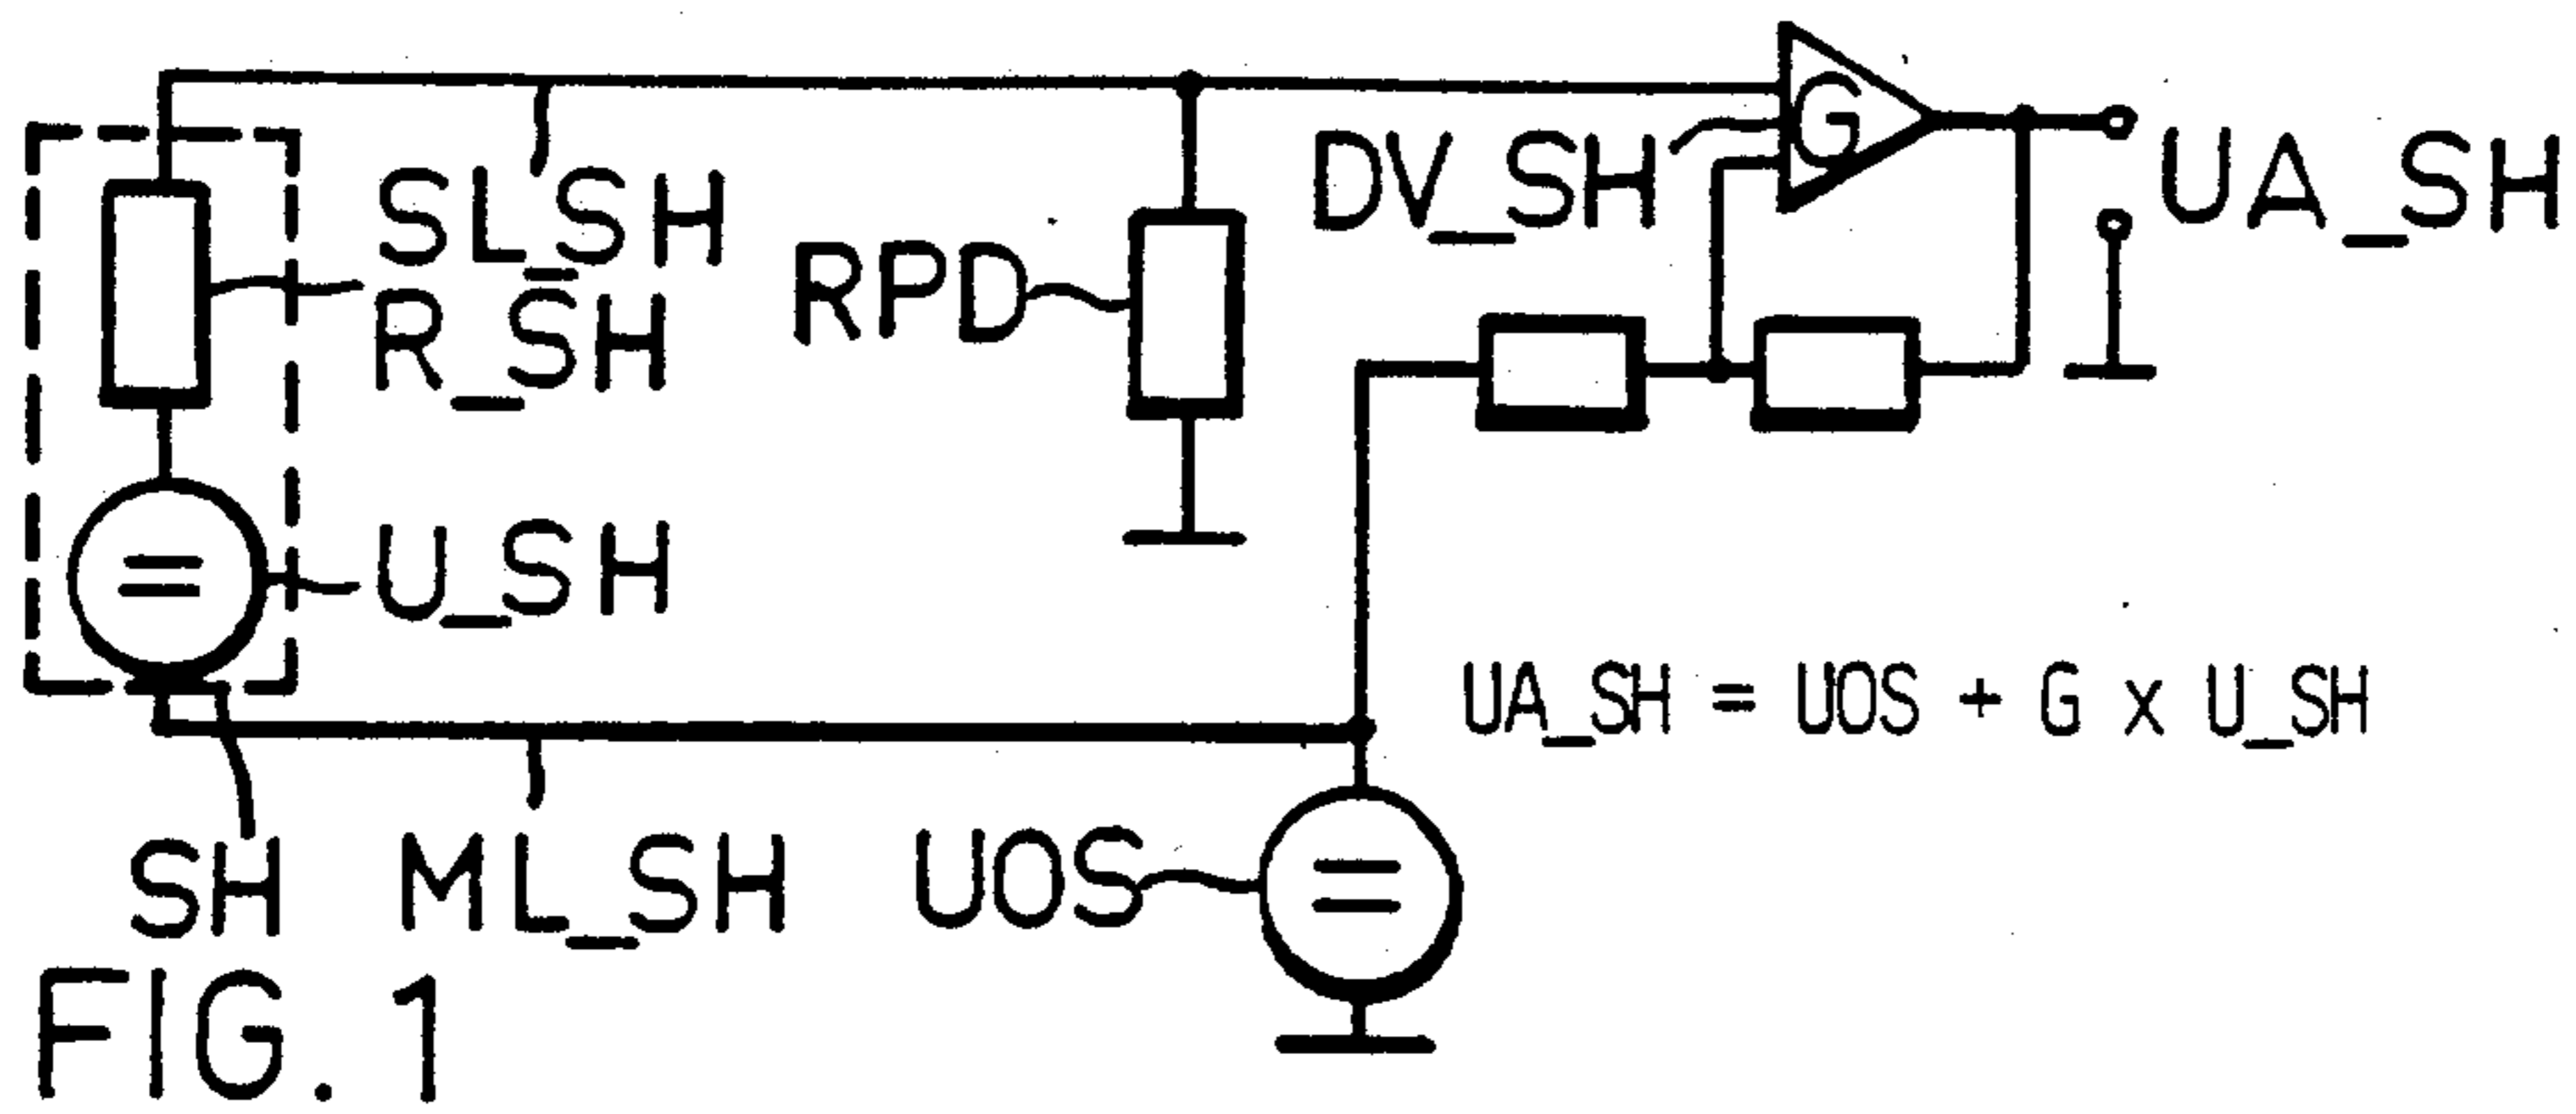 G
DV_SH
UA_SH
SL_SH
R_SH
RPD
U_SH
UA_SH = UOS + G x U_SH
SH
ML_SH
UOS
FIG. 1